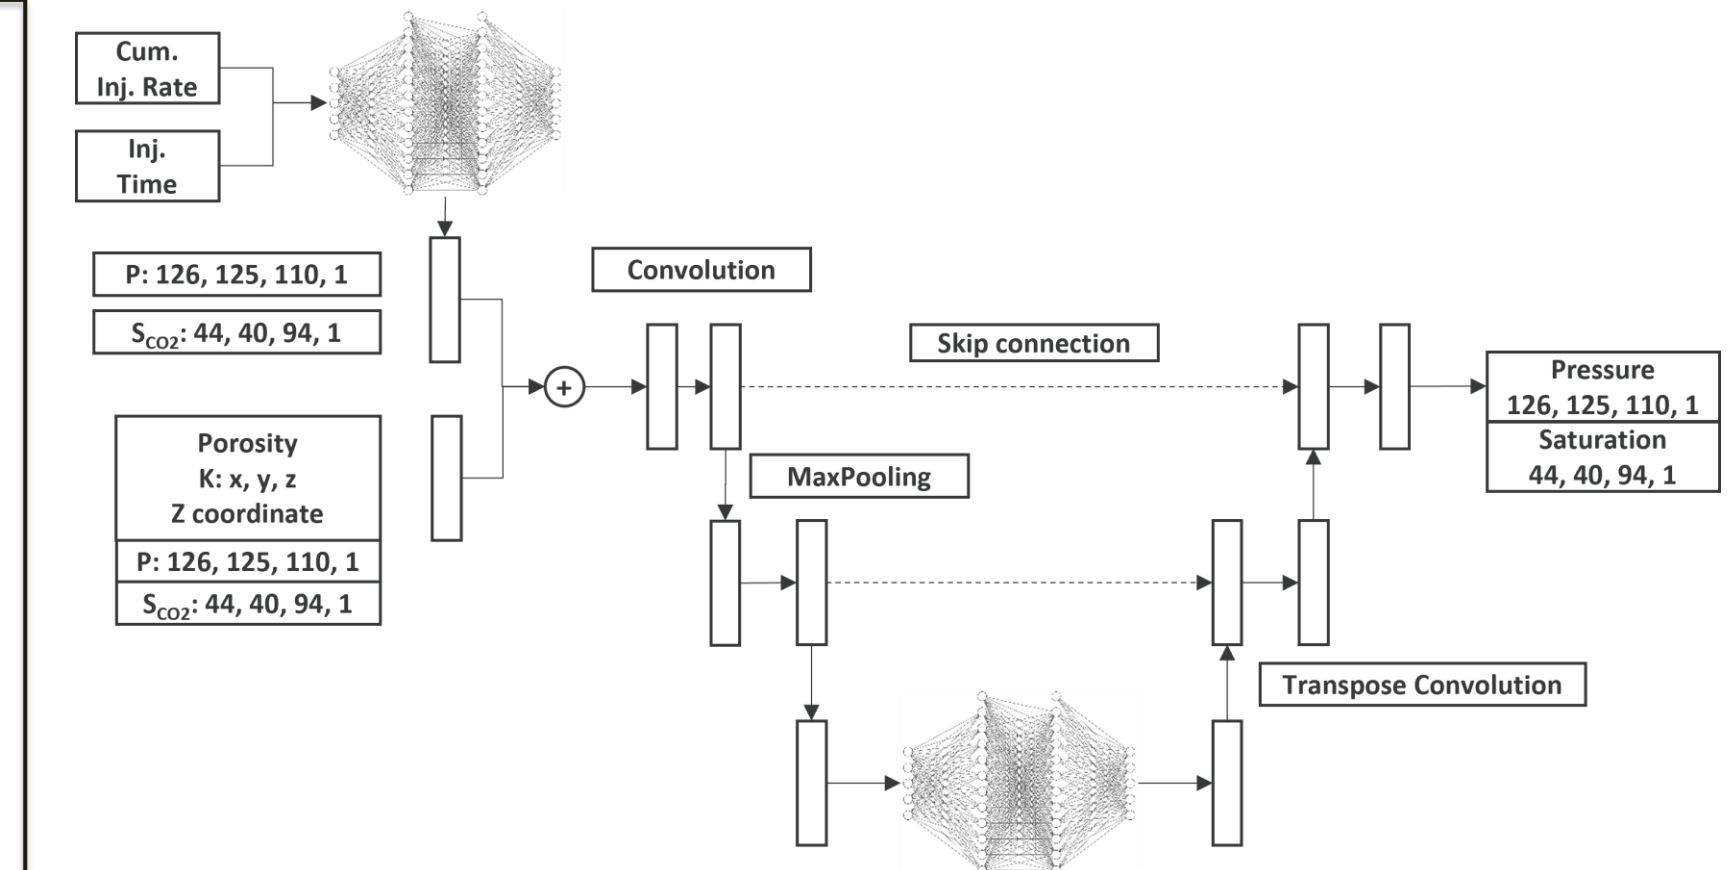 Cum.
Inj. Rate
Inj.
Time
P: 126, 125, 110, 1
S_CO2: 44, 40, 94, 1
Convolution
Skip connection
Pressure
126, 125, 110, 1
Saturation
44, 40, 94, 1
+
Porosity
K: x, y, z
Z coordinate
P: 126, 125, 110, 1
S_CO2: 44, 40, 94, 1
MaxPooling
Transpose Convolution